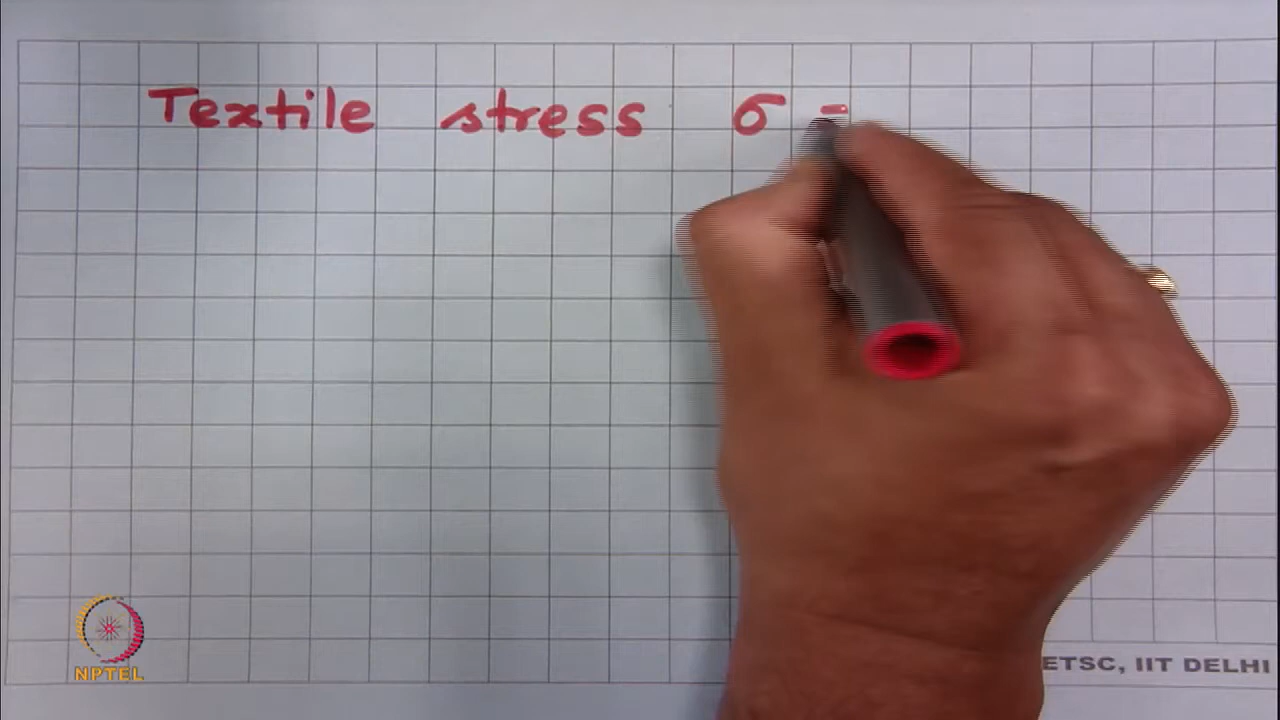 Textile stress σ =
NPTEL
ETSC, IIT DELHI